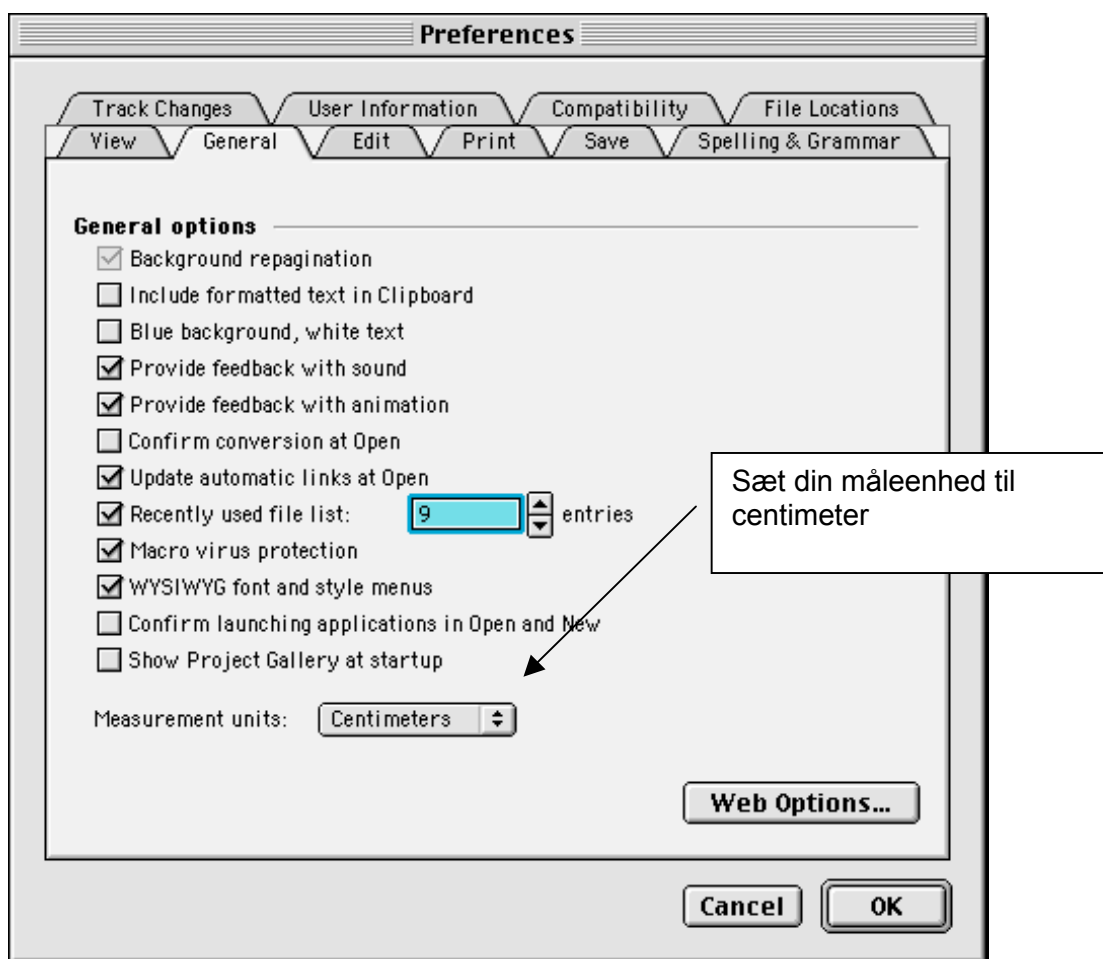 Preferences
Track Changes User Information Compatibility File Locations
View General Edit Print Save Spelling & Grammar
General options
Background repagination
Include formatted text in Clipboard
Blue background, white text
Provide feedback with sound
Provide feedback with animation
Confirm conversion at Open
Update automatic links at Open
Recently used file list: 9 entries
Macro virus protection
WYSIWYG font and style menus
Confirm launching applications in Open and New
Show Project Gallery at startup
Measurement units: Centimeters
Sæt din måleenhed til
centimeter
Web Options...
Cancel OK